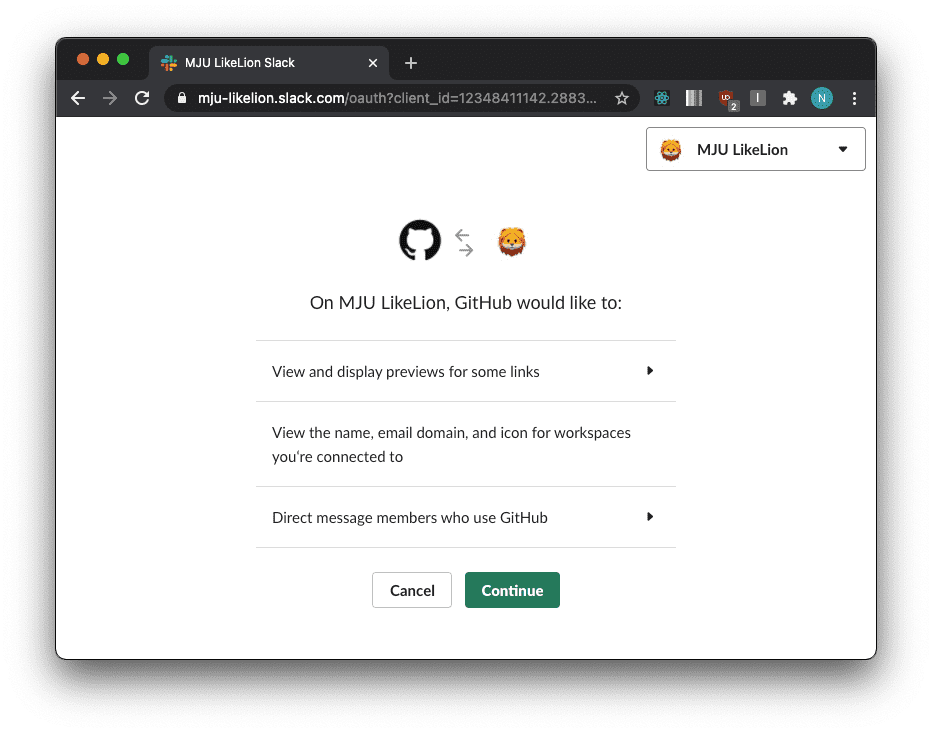 MJU LikeLion Slack
mju-likelion.slack.com/oauth?client_id=12348411142.2883...
2
I
N
MJU LikeLion
On MJU LikeLion, GitHub would like to:
View and display previews for some links
View the name, email domain, and icon for workspaces
you're connected to
Direct message members who use GitHub
Cancel
Continue